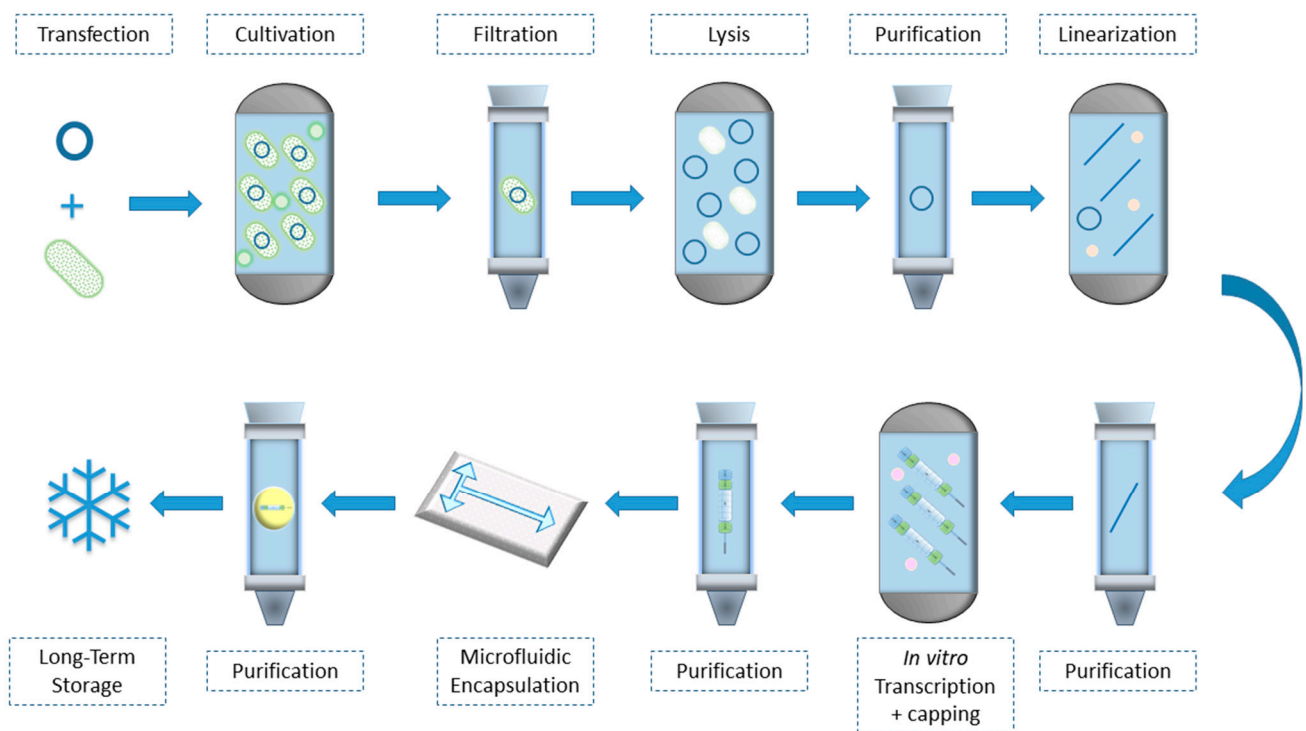 Transfection
Cultivation
Filtration
Lysis
Purification
Linearization
Long-Term
Storage
Purification
Microfluidic
Encapsulation
Purification
In vitro
Transcription
+ capping
Purification